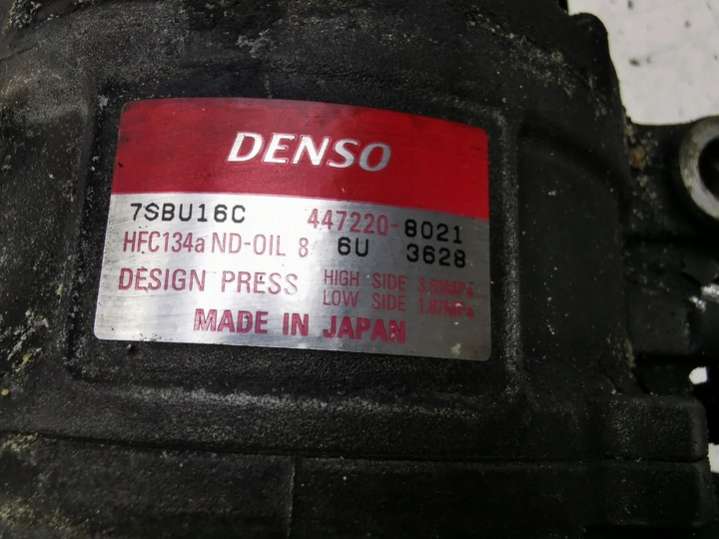 DENSO
7SBU16C 447220-8021
HFC134a ND-OIL 8 6U 3628
DESIGN PRESS HIGH SIDE
LOW SIDE
MADE IN JAPAN